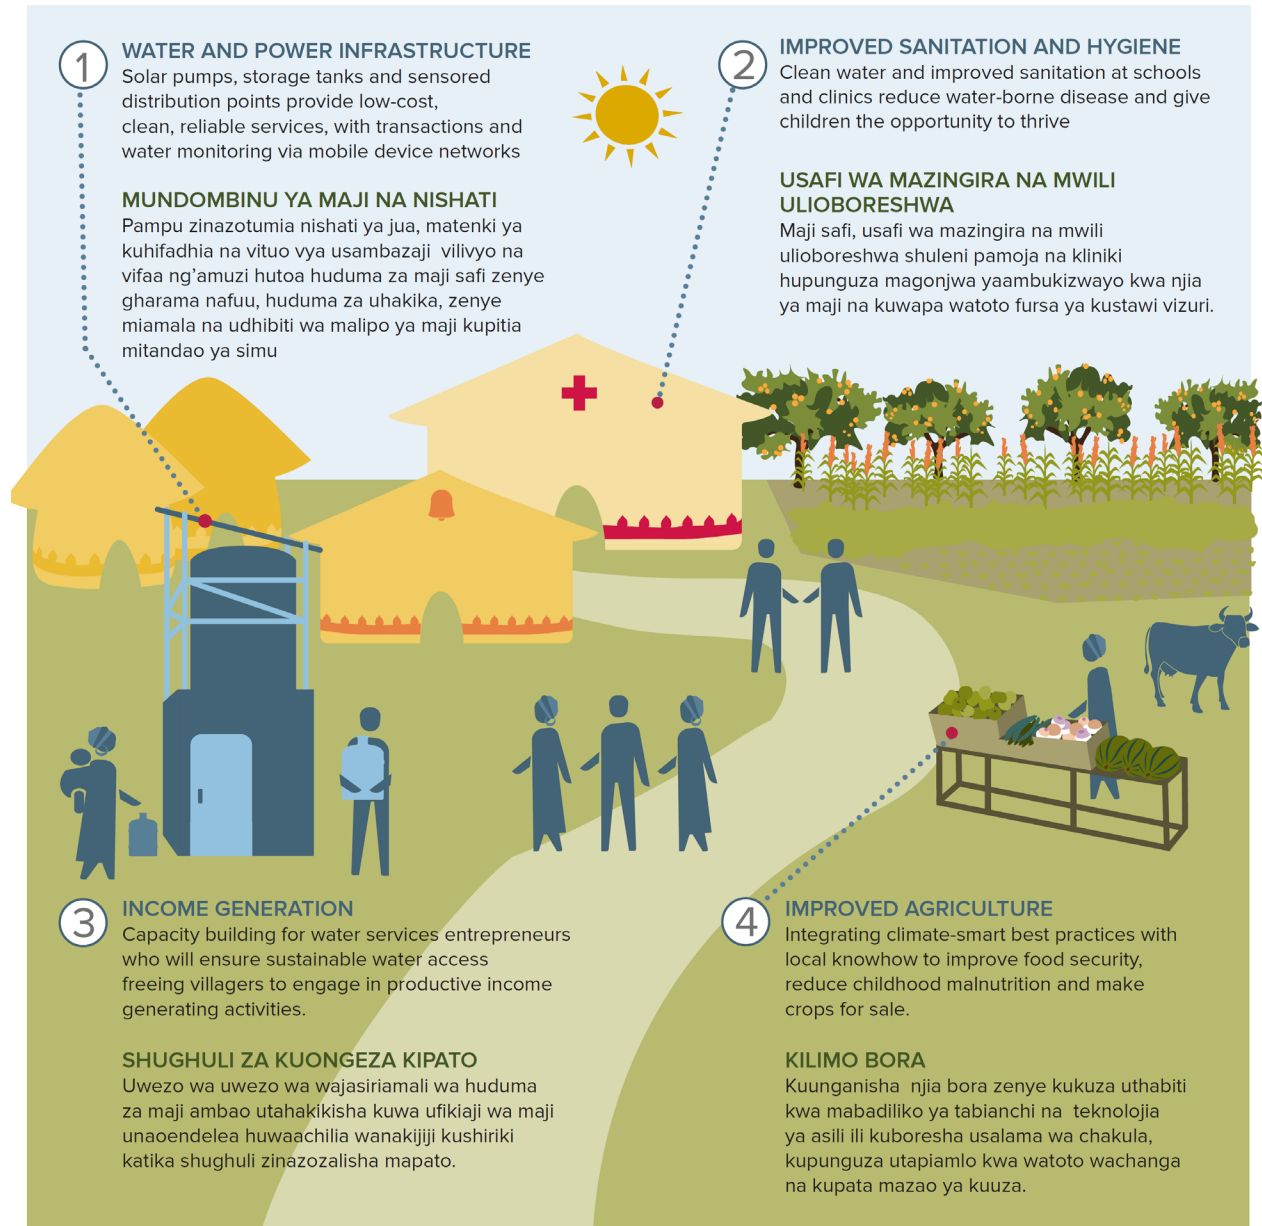 1
WATER AND POWER INFRASTRUCTURE
Solar pumps, storage tanks and sensored
distribution points provide low-cost,
clean, reliable services, with transactions and
water monitoring via mobile device networks
MUNDOMBINU YA MAJI NA NISHATI
Pampu zinazotumia nishati ya jua, matenki ya
kuhifadhia na vituo vya usambazaji vilivyo na
vifaa ng'amuzi hutoa huduma za maji safi zenye
gharama nafuu, huduma za uhakika, zenye
miamala na udhibiti wa malipo ya maji kupitia
mitandao ya simu
2
IMPROVED SANITATION AND HYGIENE
Clean water and improved sanitation at schools
and clinics reduce water-borne disease and give
children the opportunity to thrive
USAFI WA MAZINGIRA NA MWILI
ULIOBORESHWA
Maji safi, usafi wa mazingira na mwili
ulioboreshwa shuleni pamoja na kliniki
hupunguza magonjwa yaambukizwayo kwa njia
ya maji na kuwapa watoto fursa ya kustawi vizuri.
3
INCOME GENERATION
Capacity building for water services entrepreneurs
who will ensure sustainable water access
freeing villagers to engage in productive income
generating activities.
SHUGHULI ZA KUONGEZA KIPATO
Uwezo wa uwezo wa wajasiriamali wa huduma
za maji ambao utahakikisha kuwa ufikiaji wa maji
unaoendelea huwaachilia wanakijiji kushiriki
katika shughuli zinazozalisha mapato.
4
IMPROVED AGRICULTURE
Integrating climate-smart best practices with
local knowhow to improve food security,
reduce childhood malnutrition and make
crops for sale.
KILIMO BORA
Kuunganisha njia bora zenye kukuza uthabiti
kwa mabadiliko ya tabianchi na teknolojia
ya asili ili kuboresha usalama wa chakula,
kupunguza utapiamlo kwa watoto wachanga
na kupata mazao ya kuuza.